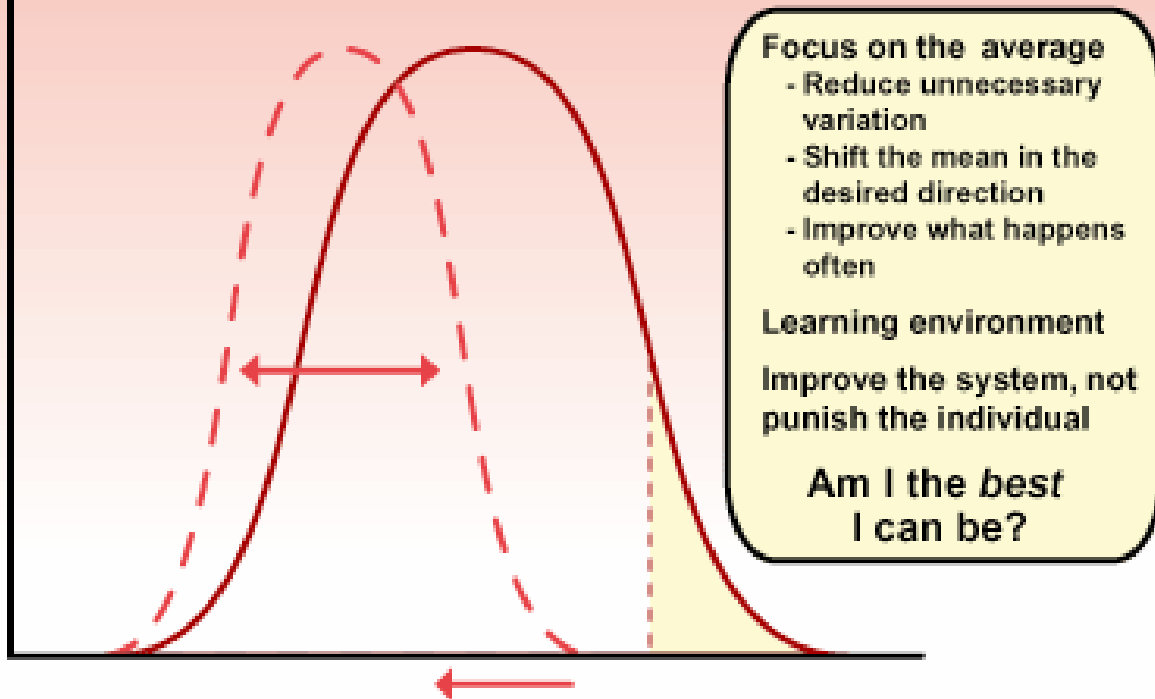 Focus on the average
- Reduce unnecessary
variation
- Shift the mean in the
desired direction
- Improve what happens
often
Learning environment
Improve the system, not
punish the individual
Am I the best
I can be?